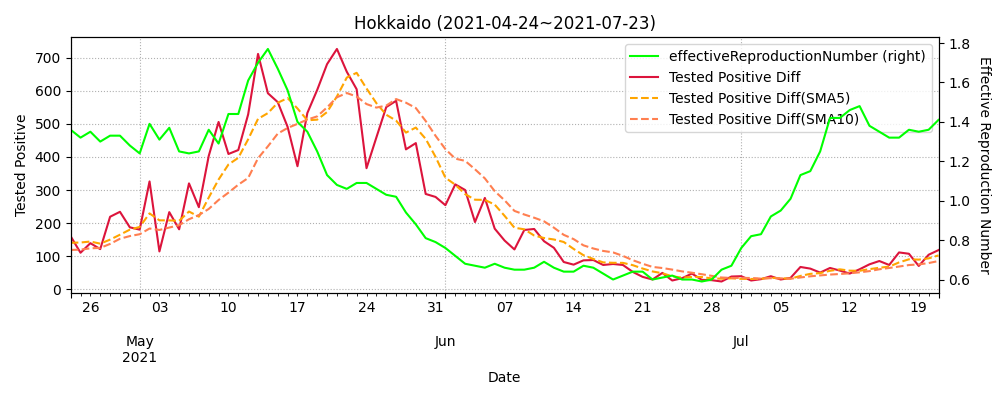 Hokkaido (2021-04-24~2021-07-23)
effectiveReproductionNumber (right)
Tested Positive Diff
Tested Positive Diff(SMA5)
Tested Positive Diff(SMA10)
Tested Positive
700
600
500
400
300
200
100
0
1.8
1.6
1.4
1.2
1.0
0.8
0.6
Effective Reproduction Number
26 03 10 17 24 31 07 14 21 28 05 12 19
May Jun Jul
2021
Date